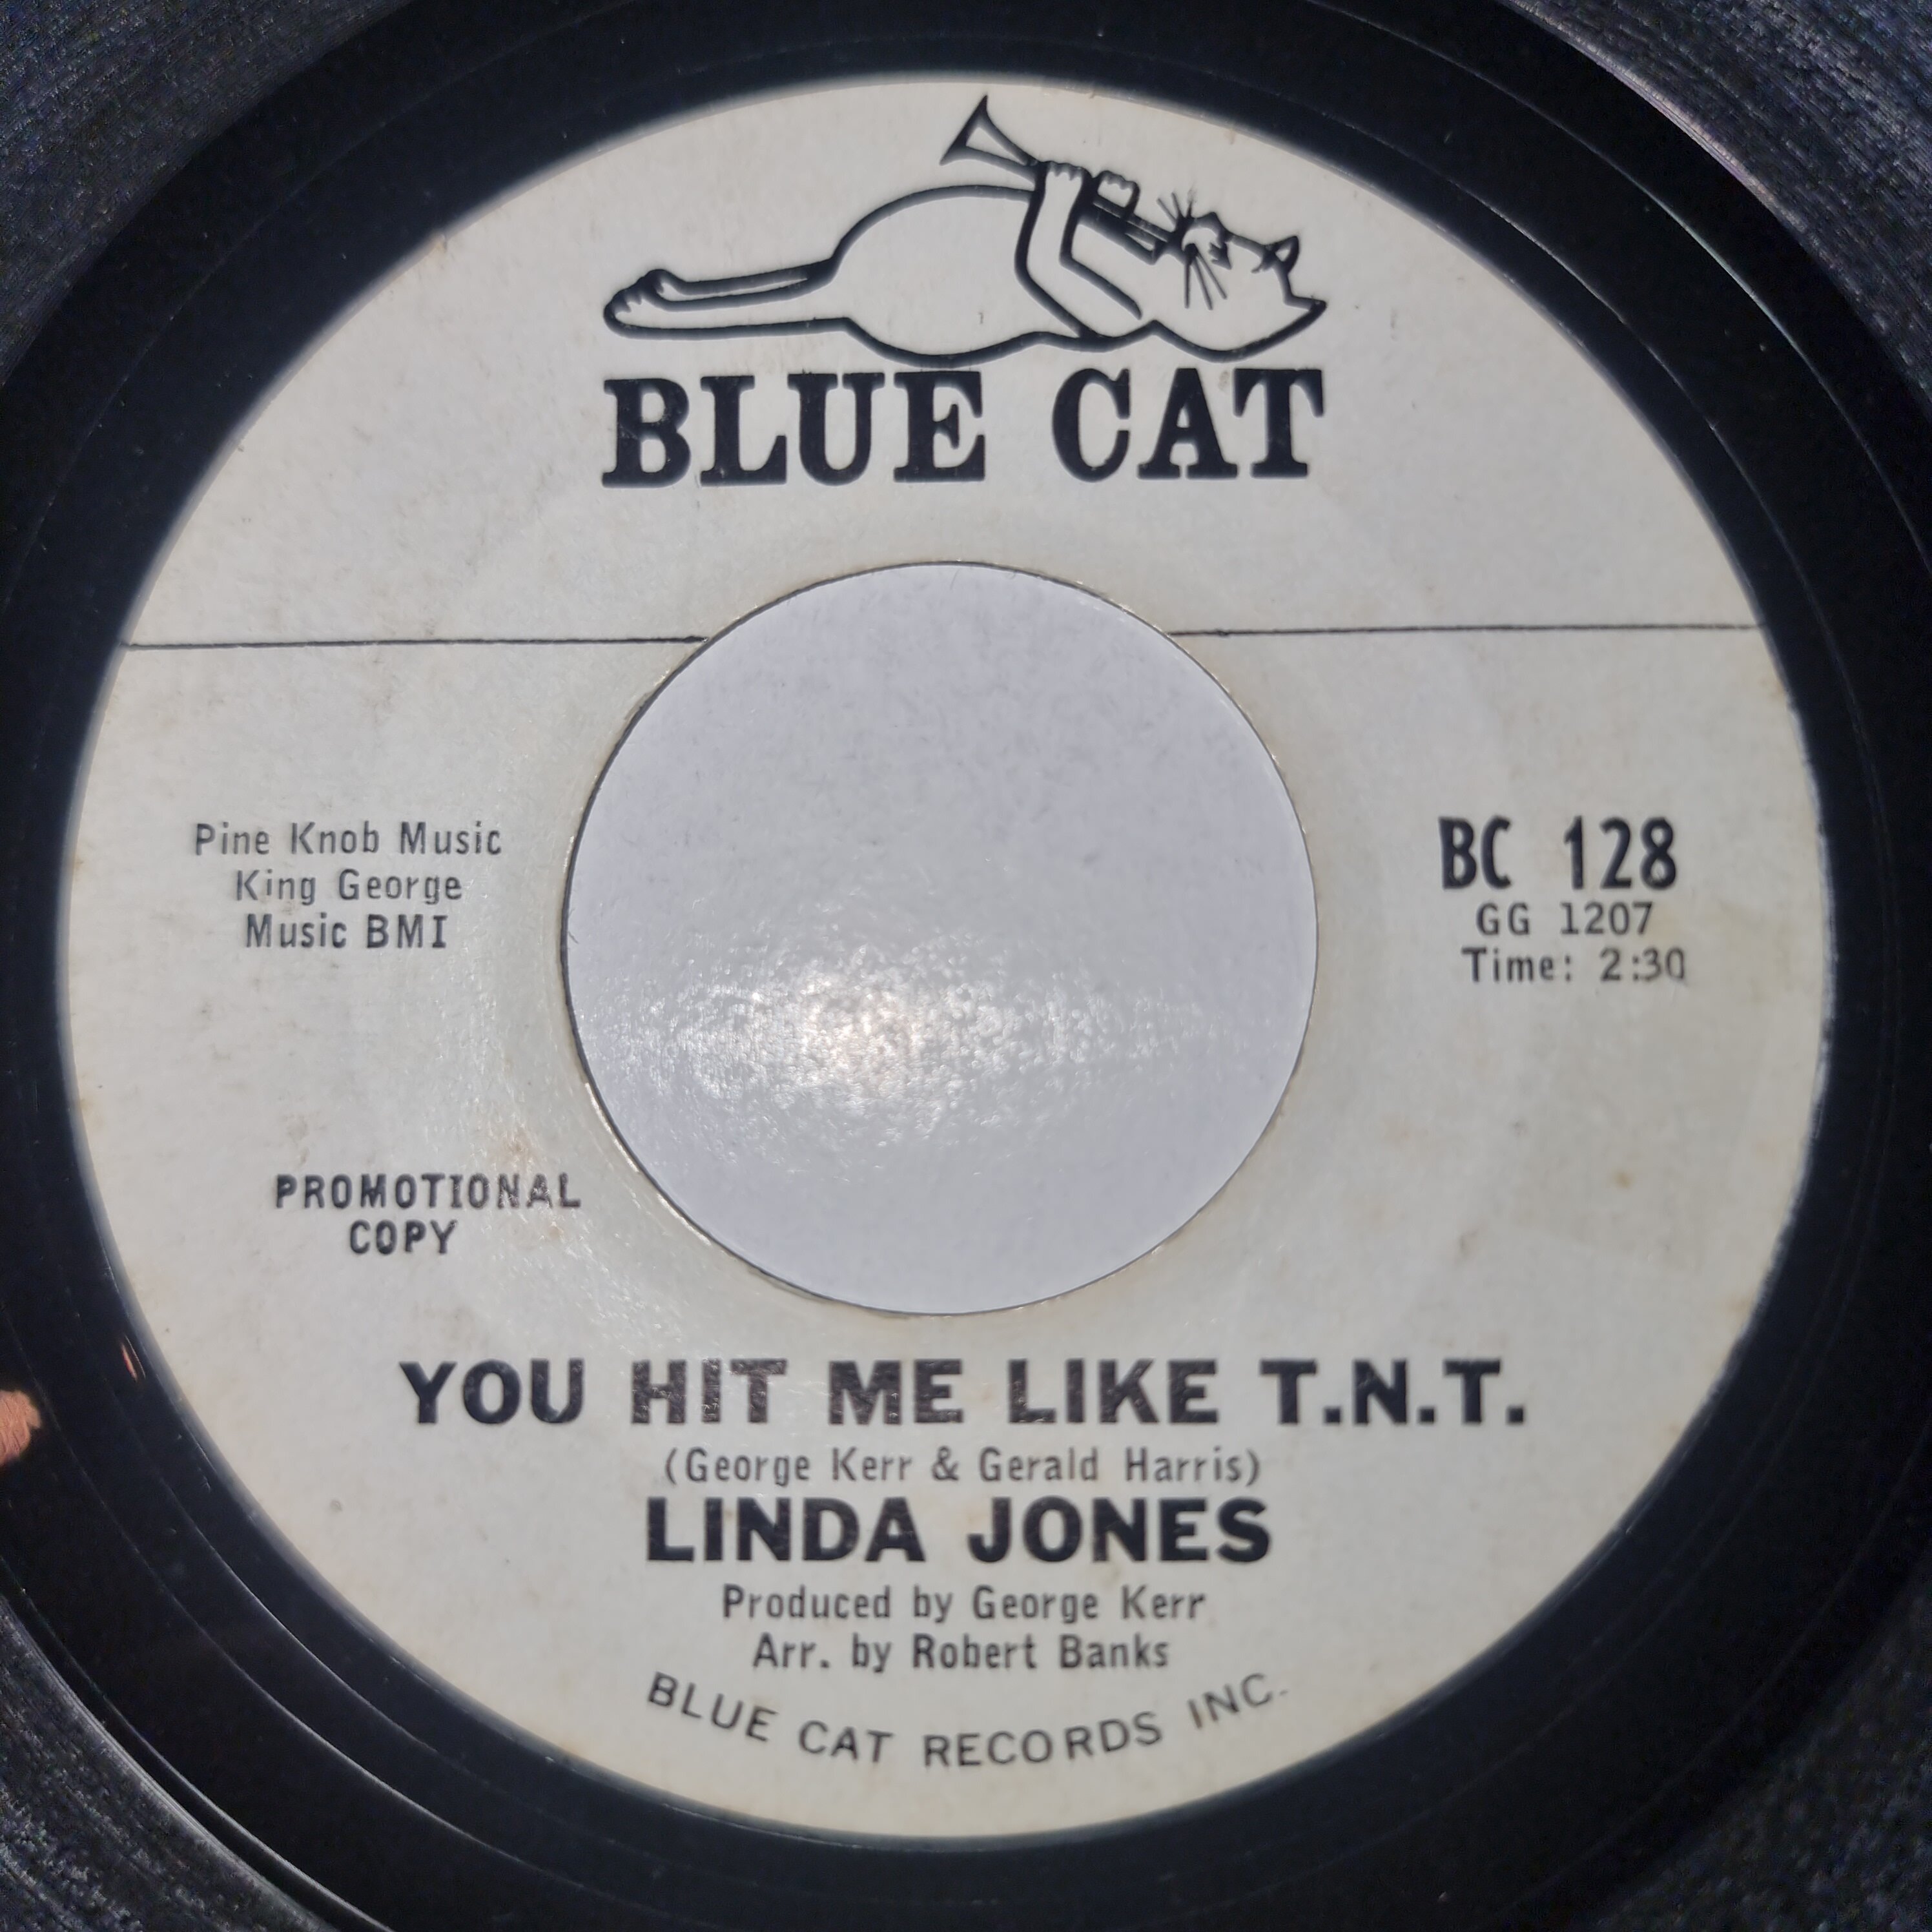 BLUE CAT
Pine Knob Music
King George
Music BMI
BC 128
GG 1207
Time: 2:30
PROMOTIONAL
COPY
YOU HIT ME LIKE T.N.T.
(George Kerr & Gerald Harris)
LINDA JONES
Produced by George Kerr
Arr. by Robert Banks
BLUE CAT RECORDS INC.